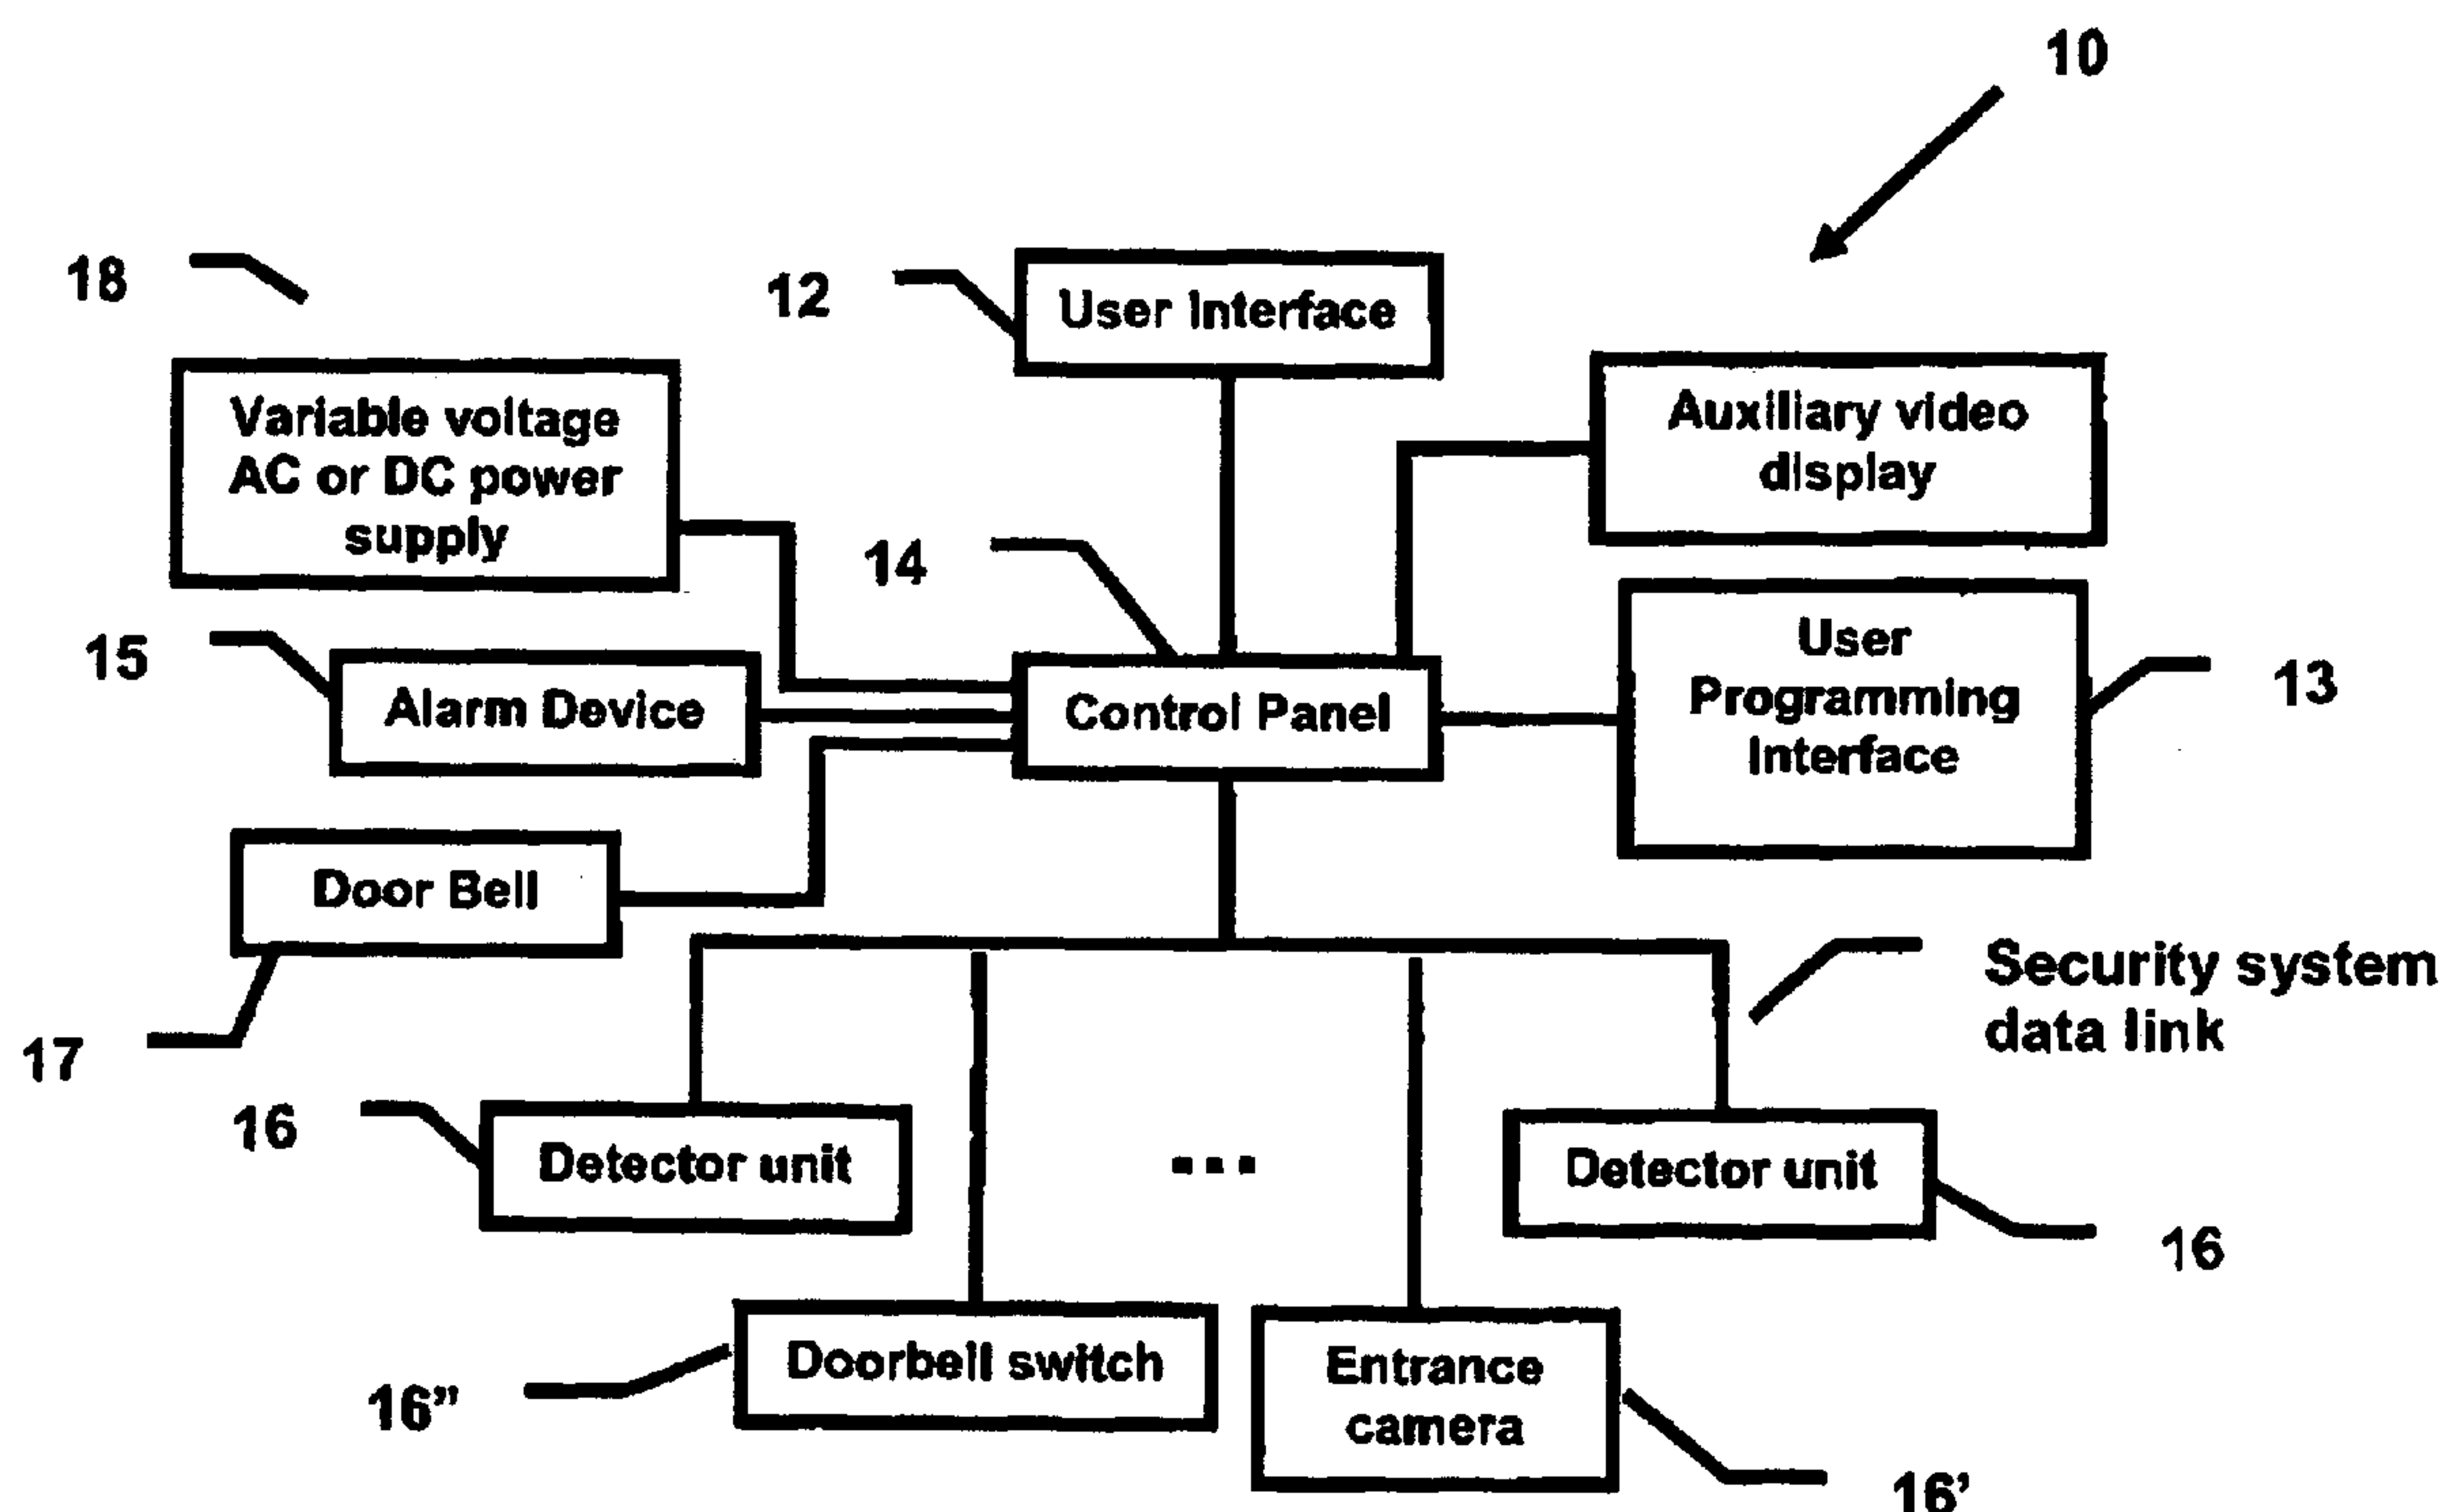 10
18
12
User Interface
Variable voltage
AC or DC power
supply
Auxiliary video
display
14
15
Alarm Device
Control Panel
User
Programming
Interface
13
Door Bell
17
Security system
data link
16
Detector unit
...
Detector unit
16
16"
Doorbell switch
Entrance
camera
16'